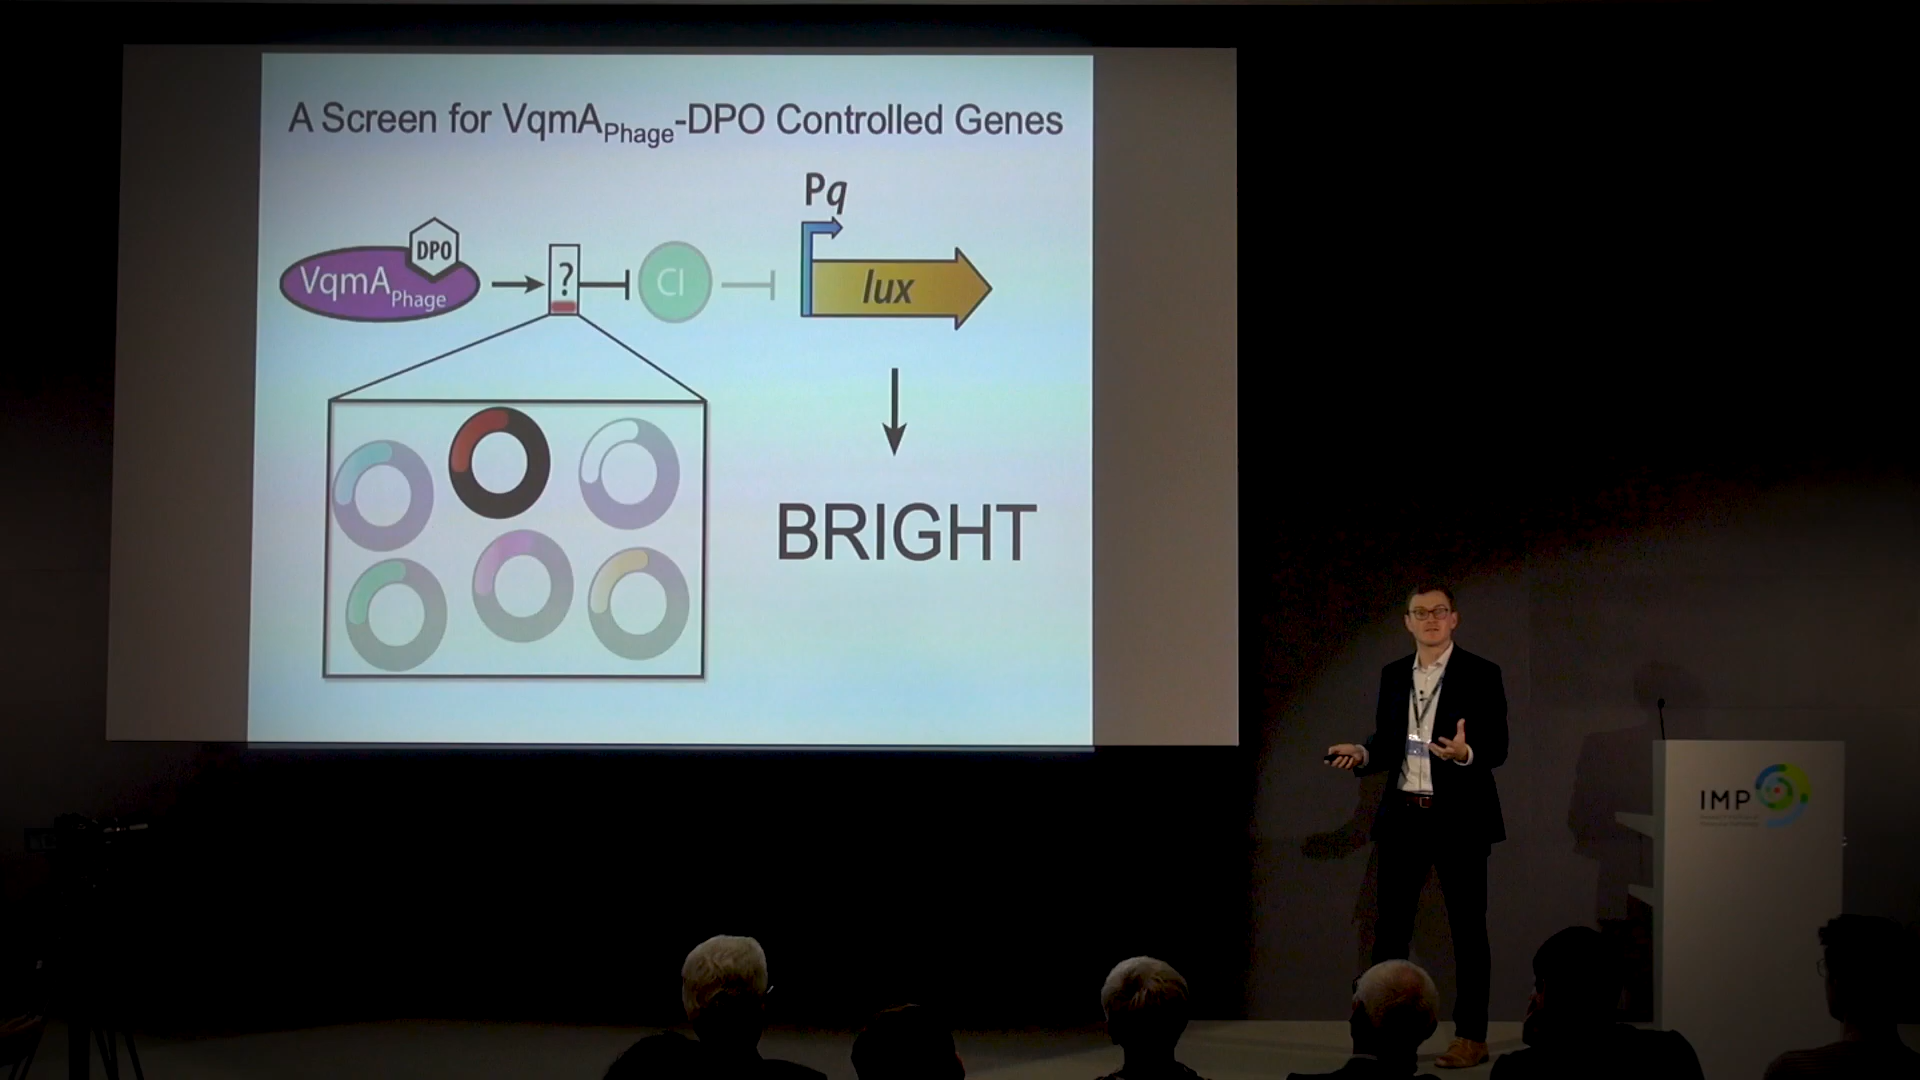 A Screen for VqmAPhage-DPO Controlled Genes
Pq
DPO
VqmAPhage
?
CI
lux
BRIGHT
IMP